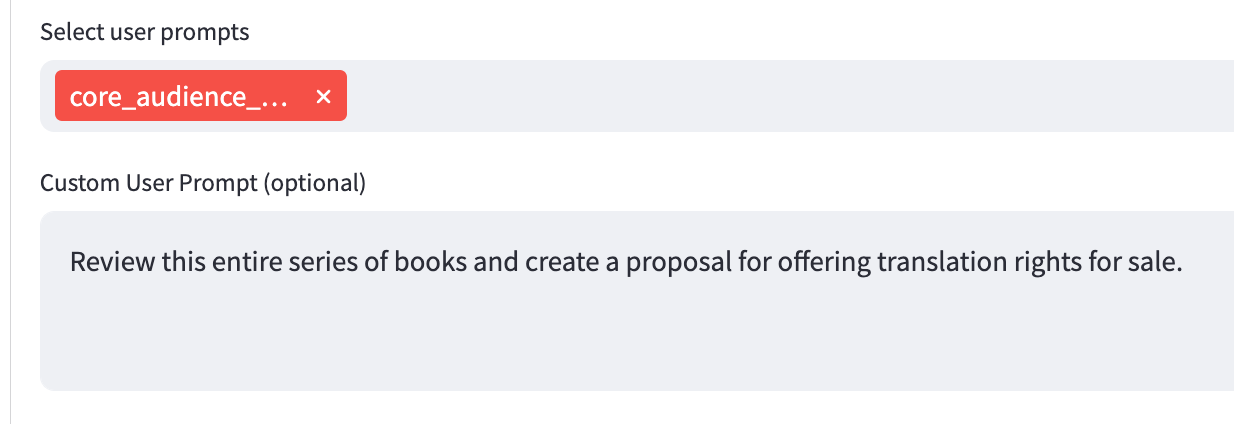 Select user prompts
core_audience_... ×
Custom User Prompt (optional)
Review this entire series of books and create a proposal for offering translation rights for sale.